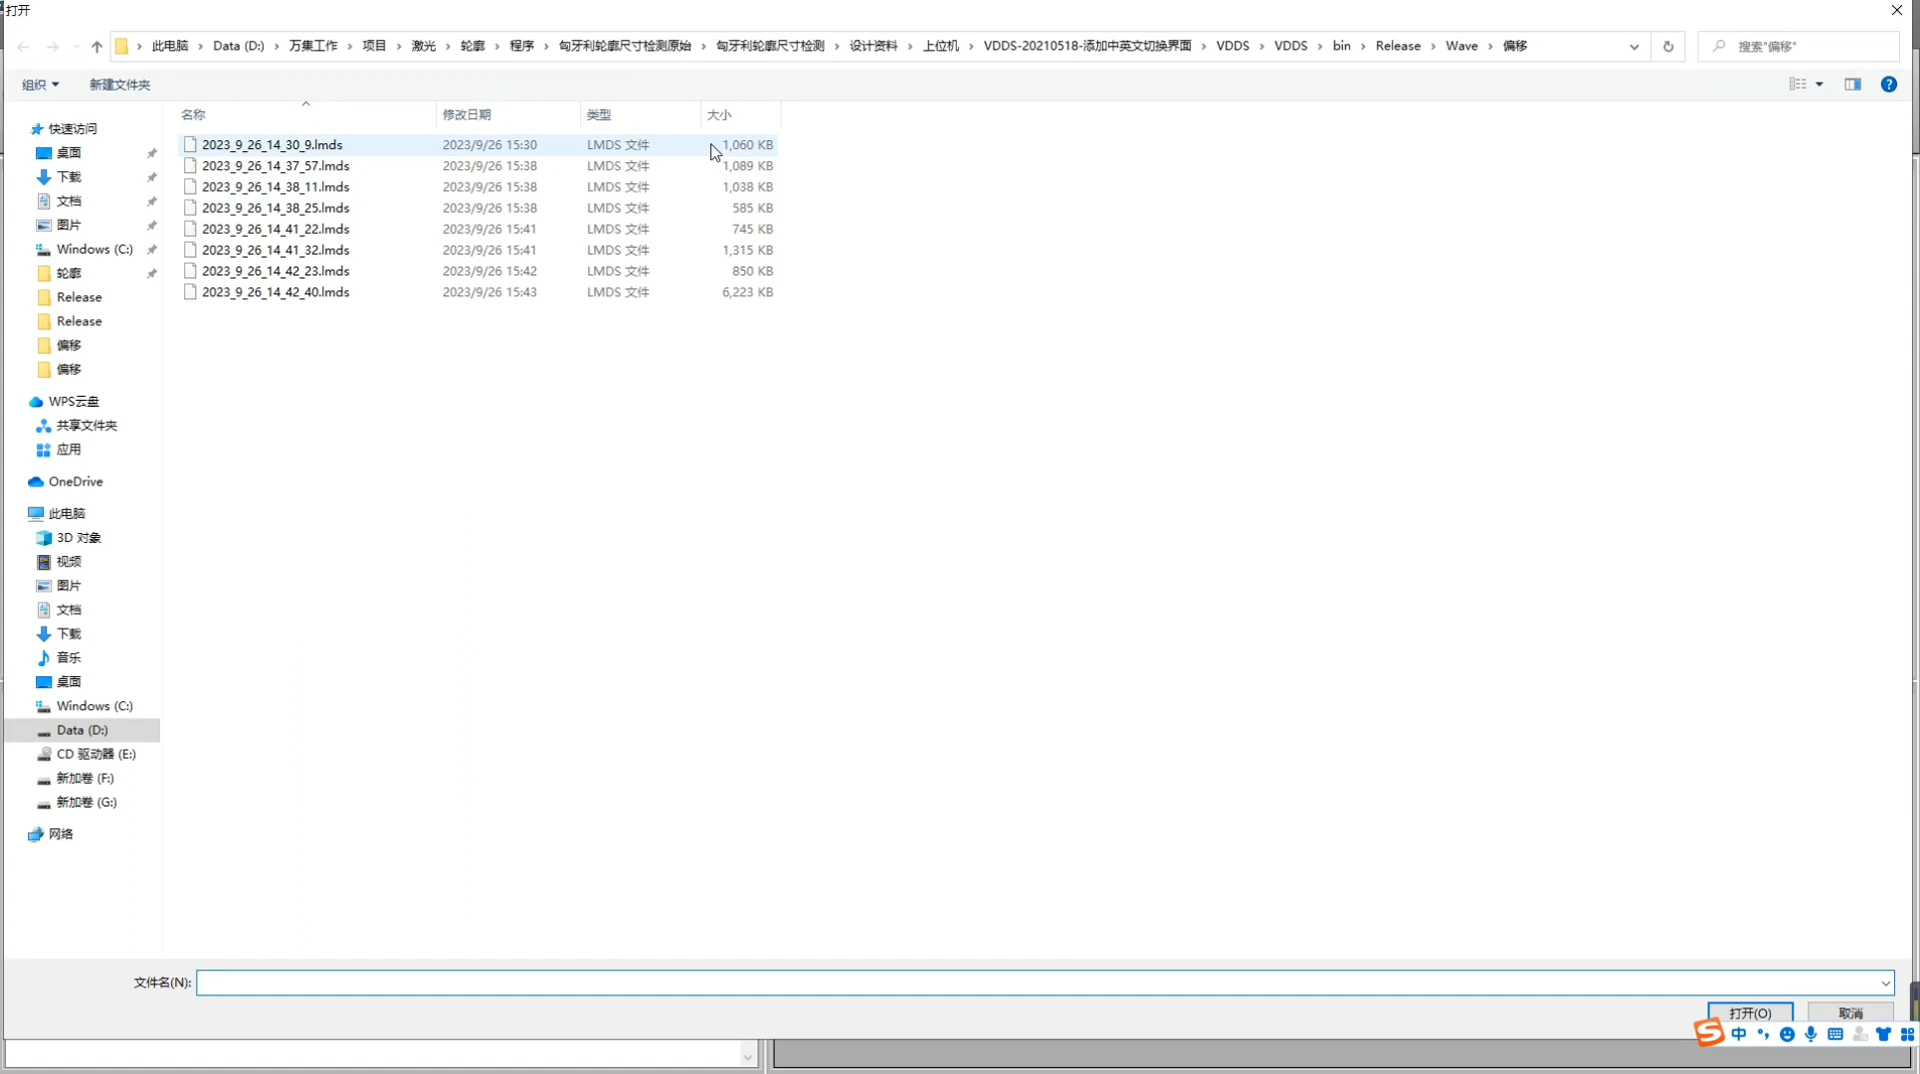 打开
此电脑 › Data (D:) › 万集工作 › 项目 › 激光 › 轮廓 › 程序 › 匈牙利轮廓尺寸检测原始 › 匈牙利轮廓尺寸检测 › 设计资料 › 上位机 › VDDS-20210518-添加中英文切换界面 › VDDS › VDDS › bin › Release › Wave › 偏移
搜索"偏移"
组织 新建文件夹
名称 修改日期 类型 大小
2023_9_26_14_30_9.lmds 2023/9/26 15:30 LMDS 文件 1,060 KB
2023_9_26_14_37_57.lmds 2023/9/26 15:38 LMDS 文件 1,089 KB
2023_9_26_14_38_11.lmds 2023/9/26 15:38 LMDS 文件 1,038 KB
2023_9_26_14_38_25.lmds 2023/9/26 15:38 LMDS 文件 585 KB
2023_9_26_14_41_22.lmds 2023/9/26 15:41 LMDS 文件 745 KB
2023_9_26_14_41_32.lmds 2023/9/26 15:41 LMDS 文件 1,315 KB
2023_9_26_14_42_23.lmds 2023/9/26 15:42 LMDS 文件 850 KB
2023_9_26_14_42_40.lmds 2023/9/26 15:43 LMDS 文件 6,223 KB
快速访问
桌面
下载
文档
图片
Windows (C:)
轮廓
Release
Release
偏移
偏移
WPS云盘
共享文件夹
应用
OneDrive
此电脑
3D 对象
视频
图片
文档
下载
音乐
桌面
Windows (C:)
Data (D:)
CD 驱动器 (E:)
新加卷 (F:)
新加卷 (G:)
网络
文件名(N):
打开(O) 取消
中